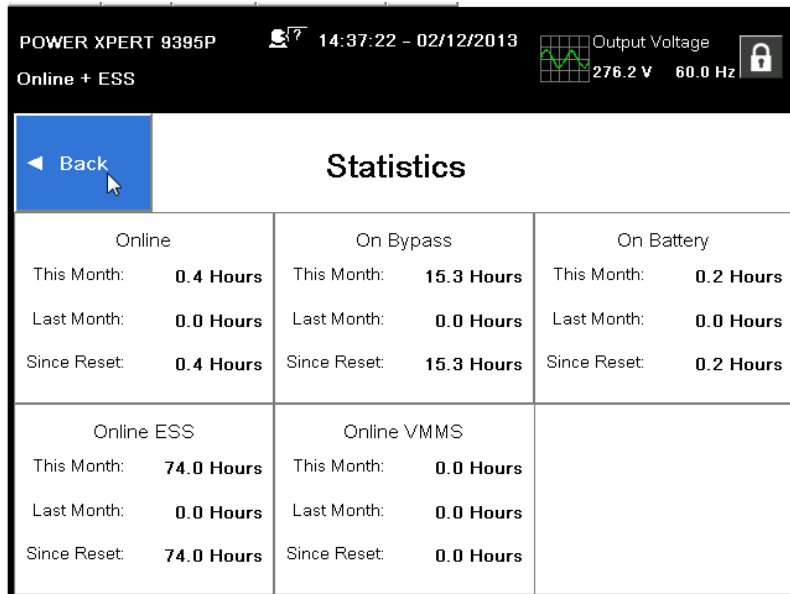 POWER XPERT 9395P
? 14:37:22 - 02/12/2013
Output Voltage
Online + ESS
276.2 V 60.0 Hz
Back
Statistics
Online
This Month: 0.4 Hours
Last Month: 0.0 Hours
Since Reset: 0.4 Hours
On Bypass
This Month: 15.3 Hours
Last Month: 0.0 Hours
Since Reset: 15.3 Hours
On Battery
This Month: 0.2 Hours
Last Month: 0.0 Hours
Since Reset: 0.2 Hours
Online ESS
This Month: 74.0 Hours
Last Month: 0.0 Hours
Since Reset: 74.0 Hours
Online VMMS
This Month: 0.0 Hours
Last Month: 0.0 Hours
Since Reset: 0.0 Hours